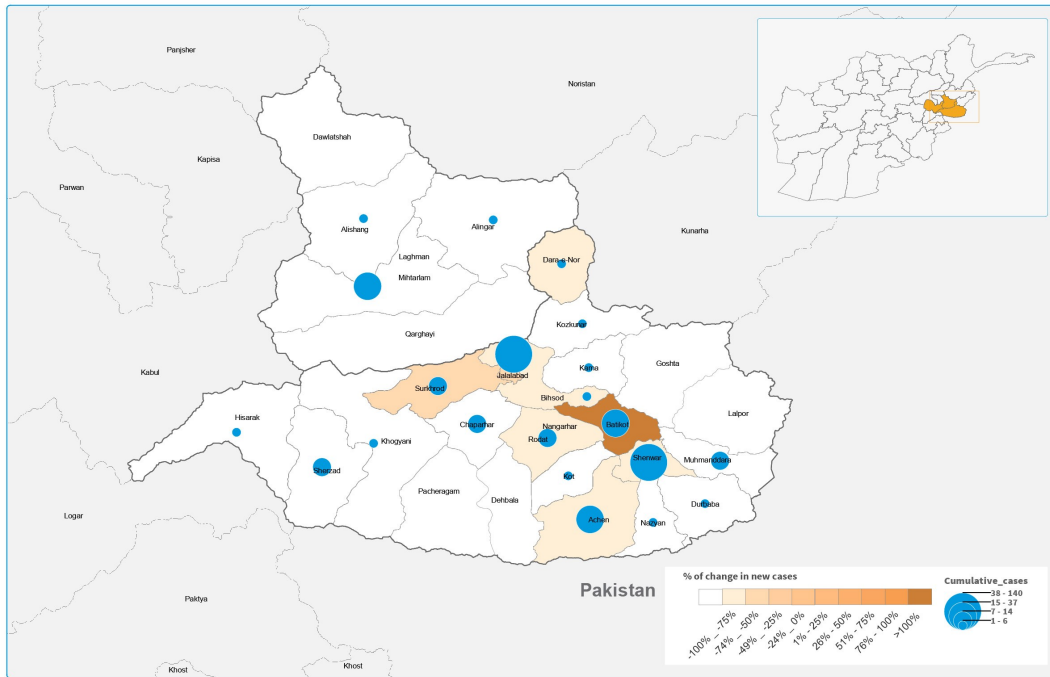 Panjsher
Noristan
Dawlatshah
Kapisa
Parwan
Alishang
Alingar
Kunarha
Laghman
Dara-e-Nor
Mihtarlam
Kozkunar
Qarghayi
Goshta
Kama
Kabul
Jalalabad
Surkhrod
Bihsod
Lalpor
Hisarak
Chaparhar
Batikot
Nangarhar
Khogyani
Rodat
Shenwar
Muhmanddara
Sherzad
Kot
Pacheragam
Dehbala
Durbaba
Logar
Achen
Nazyan
Pakistan
Paktya
Khost
Khost
% of change in new cases
-100% - -75%
-74% - -50%
-49% - -25%
-24% - 0%
1% - 25%
26% - 50%
51% - 75%
76% - 100%
>100%
Cumulative_cases
38 - 140
15 - 37
7 - 14
1 - 6